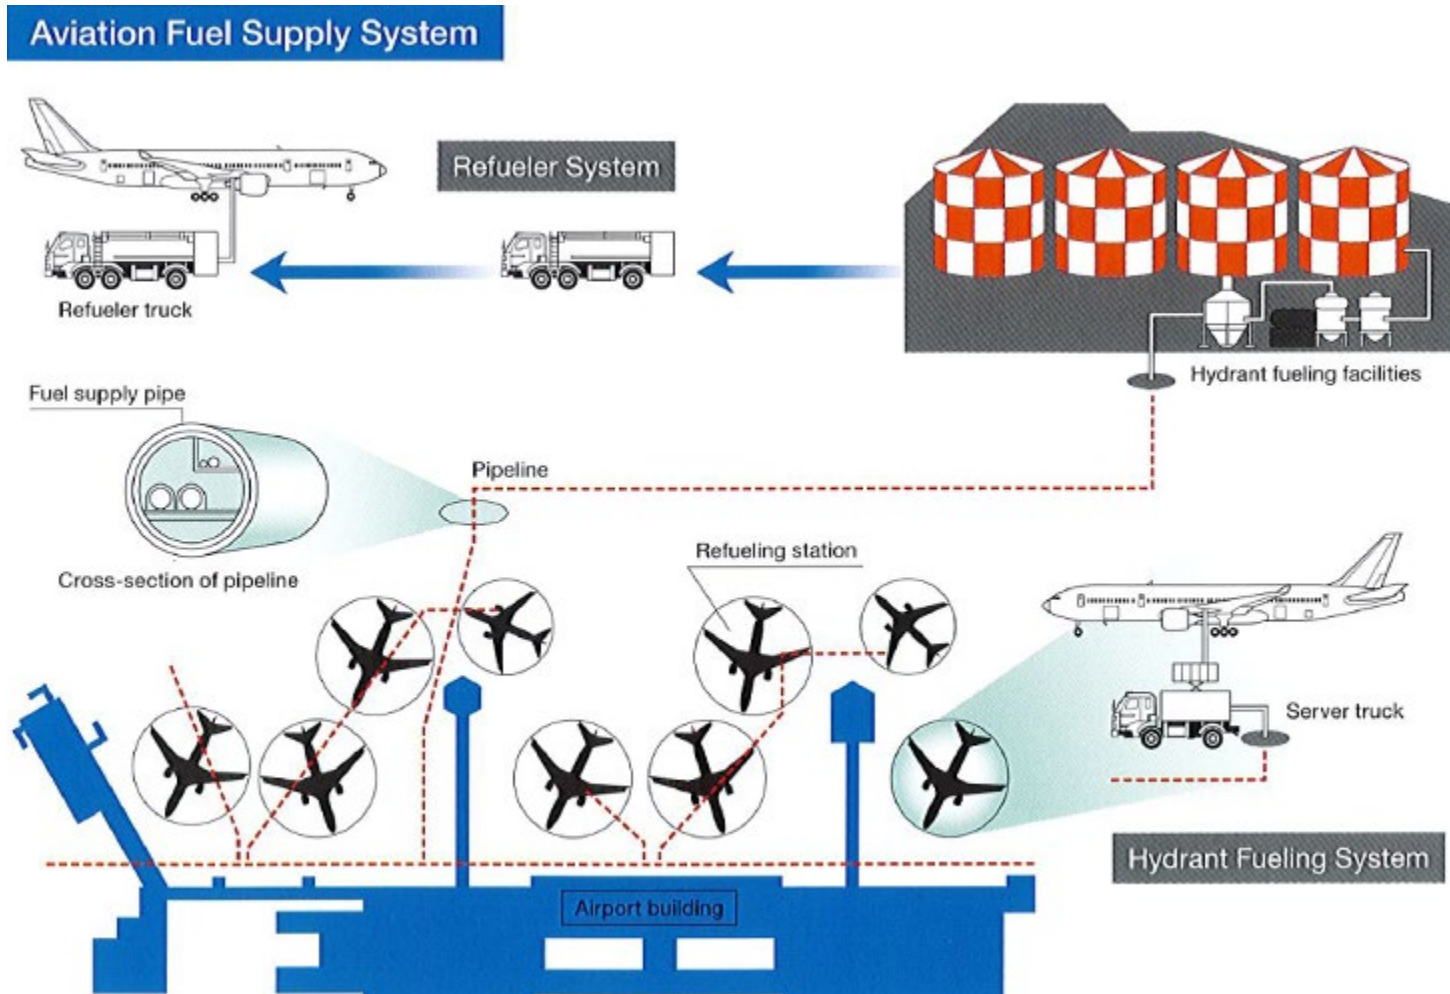 Aviation Fuel Supply System
Refueler System
Refueler truck
Hydrant fueling facilities
Fuel supply pipe
Pipeline
Cross-section of pipeline
Refueling station
Server truck
Hydrant Fueling System
Airport building